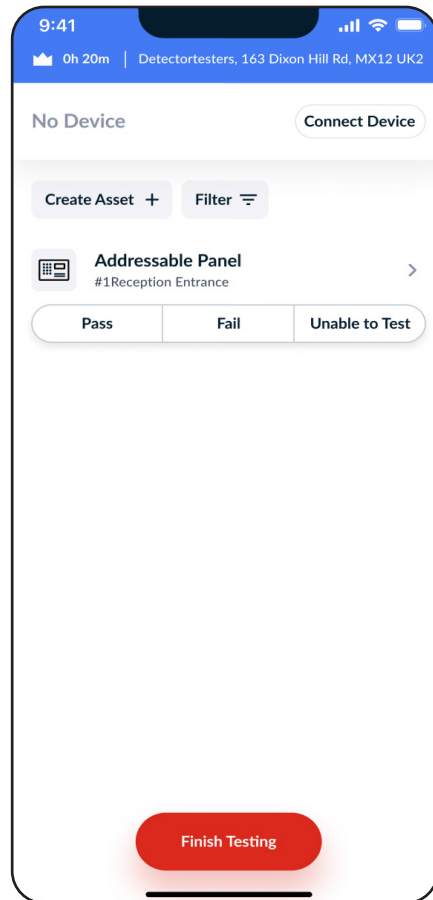 9:41
0h 20m | Detectortesters, 163 Dixon Hill Rd, MX12 UK2
No Device Connect Device
Create Asset + Filter
Addressable Panel
#1Reception Entrance
Pass Fail Unable to Test
Finish Testing